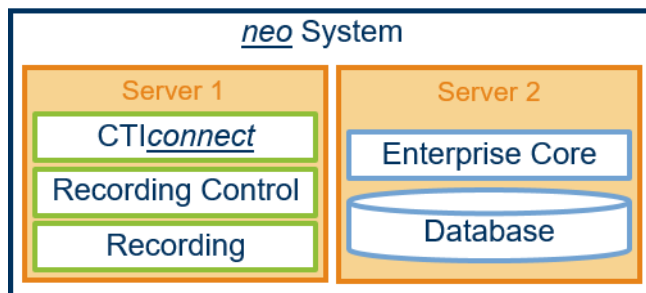 neo System
Server 1
CTIconnect
Recording Control
Recording
Server 2
Enterprise Core
Database